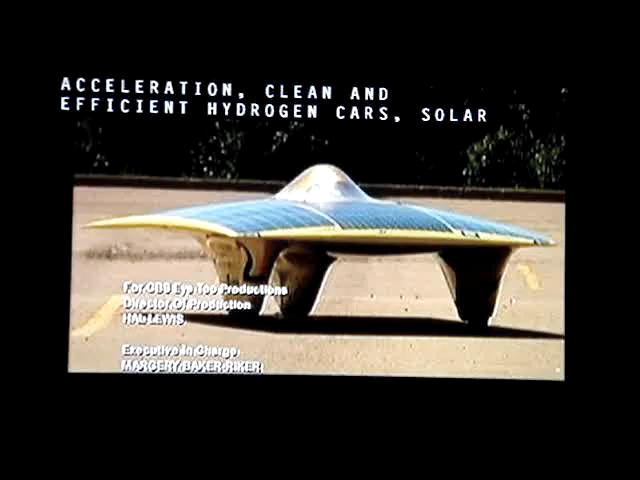 ACCELERATION, CLEAN AND
EFFICIENT HYDROGEN CARS, SOLAR
For CBS Eye Too Productions
Director Of Production
HAL LEWIS
Executive in Charge
MARGERY BAKER RIKER